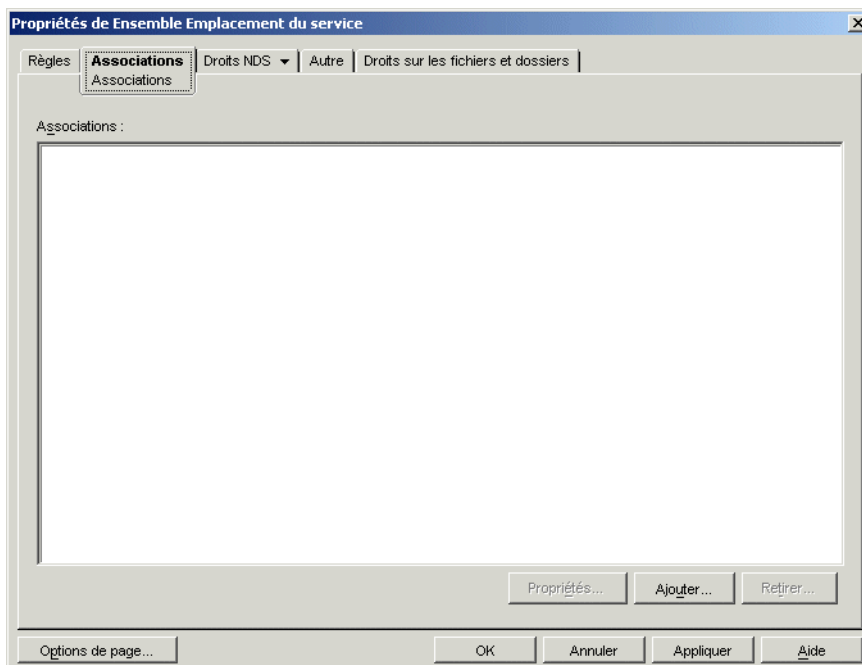 Propriétés de Ensemble Emplacement du service
Règles Associations Droits NDS Autre Droits sur les fichiers et dossiers
Associations
Associations :
Propriétés... Ajouter... Retirer...
Options de page... OK Annuler Appliquer Aide